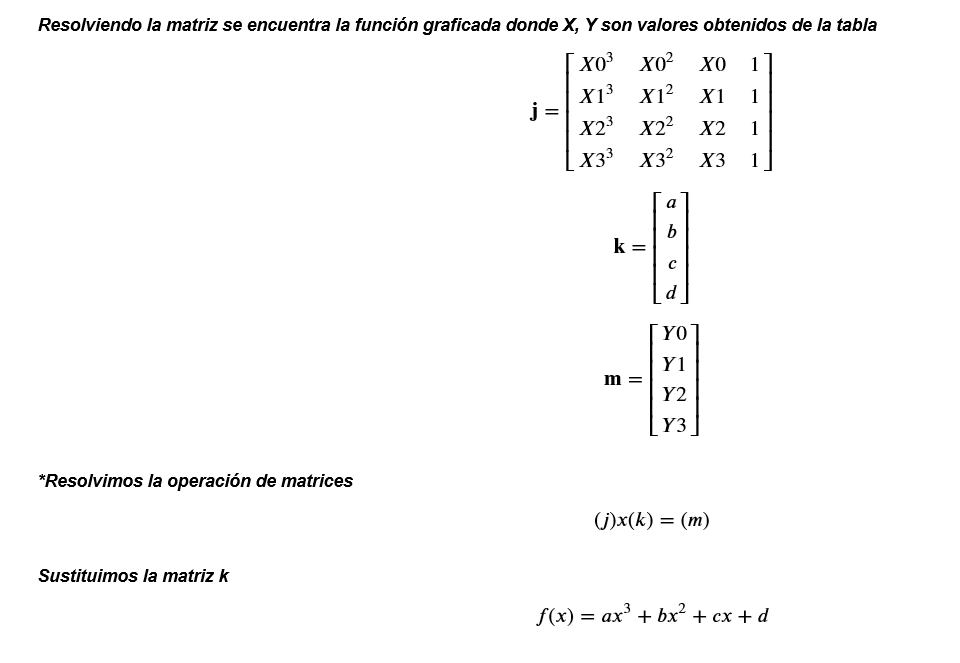 Resolviendo la matriz se encuentra la función graficada donde X, Y son valores obtenidos de la tabla
j = [ X0³ X0² X0 1
X1³ X1² X1 1
X2³ X2² X2 1
X3³ X3² X3 1 ]
k = [ a
b
c
d ]
m = [ Y0
Y1
Y2
Y3 ]
*Resolvimos la operación de matrices
(j)x(k) = (m)
Sustituimos la matriz k
f(x) = ax³ + bx² + cx + d